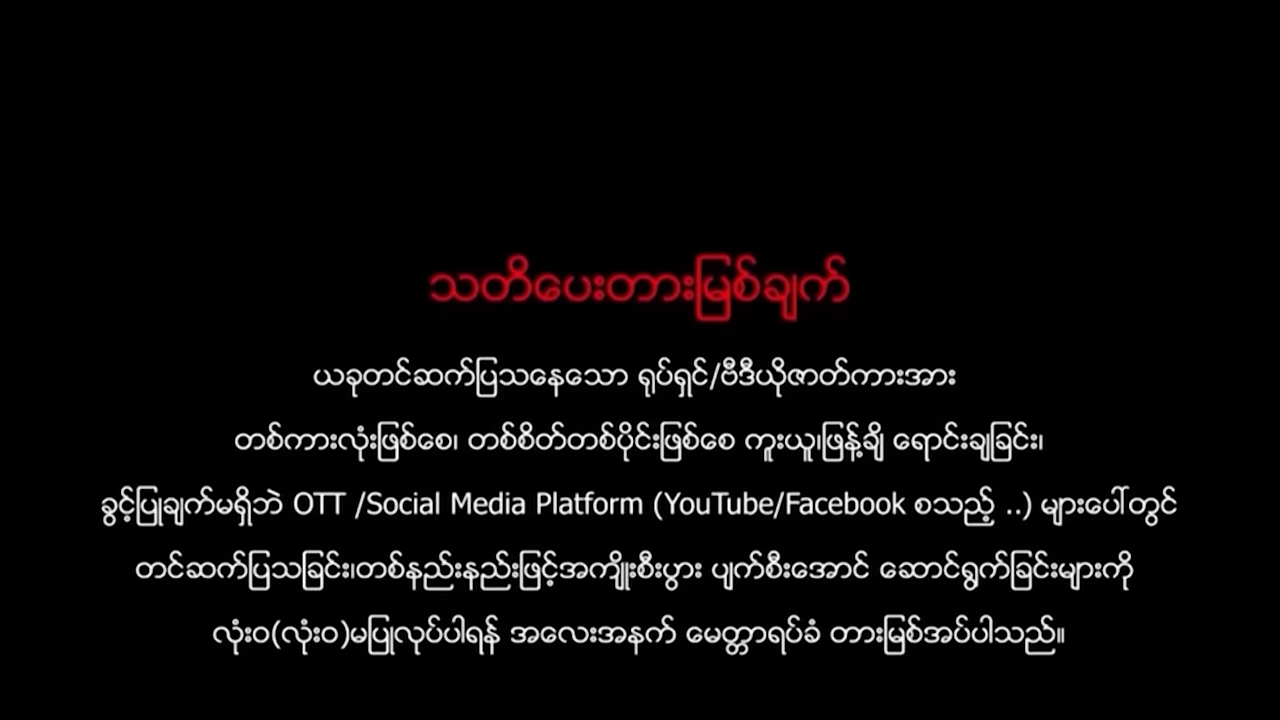 သတိပေးတားမြစ်ချက်
ယခုတင်ဆက်ပြသနေသော ရုပ်ရှင်/ဗီဒီယိုဇာတ်ကားအား
တစ်ကားလုံးဖြစ်စေ၊ တစ်စိတ်တစ်ပိုင်းဖြစ်စေ ကူးယူ၊ဖြန့်ချိ ရောင်းချခြင်း၊
ခွင့်ပြုချက်မရှိဘဲ OTT /Social Media Platform (YouTube/Facebook စသည့် ..) များပေါ်တွင်
တင်ဆက်ပြသခြင်း၊တစ်နည်းနည်းဖြင့်အကျိုးစီးပွား ပျက်စီးအောင် ဆောင်ရွက်ခြင်းများကို
လုံးဝ(လုံးဝ)မပြုလုပ်ပါရန် အလေးအနက် မေတ္တာရပ်ခံ တားမြစ်အပ်ပါသည်။